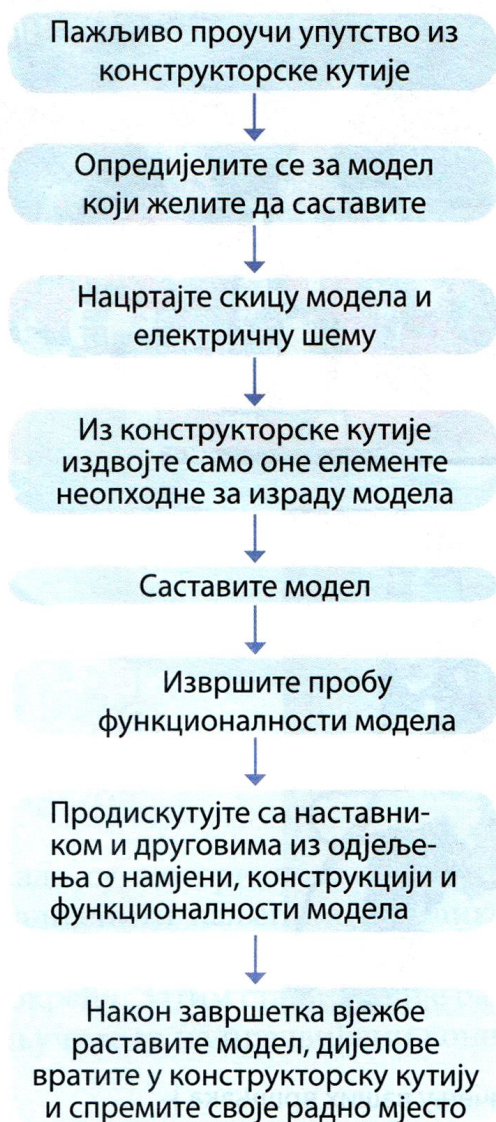 Пажљиво проучи упутство из
конструкторске кутије
Опредијелите се за модел
који желите да саставите
Нацртајте скицу модела и
електричну шему
Из конструкторске кутије
издвојте само оне елементе
неопходне за израду модела
Саставите модел
Извршите пробу
функционалности модела
Продискутујте са наставни-
ком и друговима из одјеље-
ња о намјени, конструкцији и
функционалности модела
Након завршетка вјежбе
раставите модел, дијелове
вратите у конструкторску кутију
и спремите своје радно мјесто